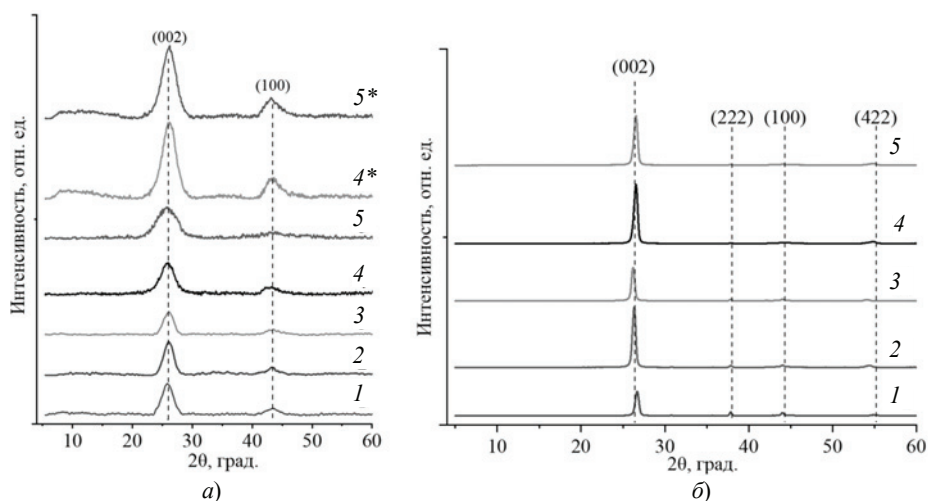 (002)
(100)
5*
4*
5
4
3
2
1
Интенсивность, отн. ед.
10 20 30 40 50 60
2θ, град.
а)
(002)
(222) (100) (422)
5
4
3
2
1
Интенсивность, отн. ед.
10 20 30 40 50 60
2θ, град.
б)